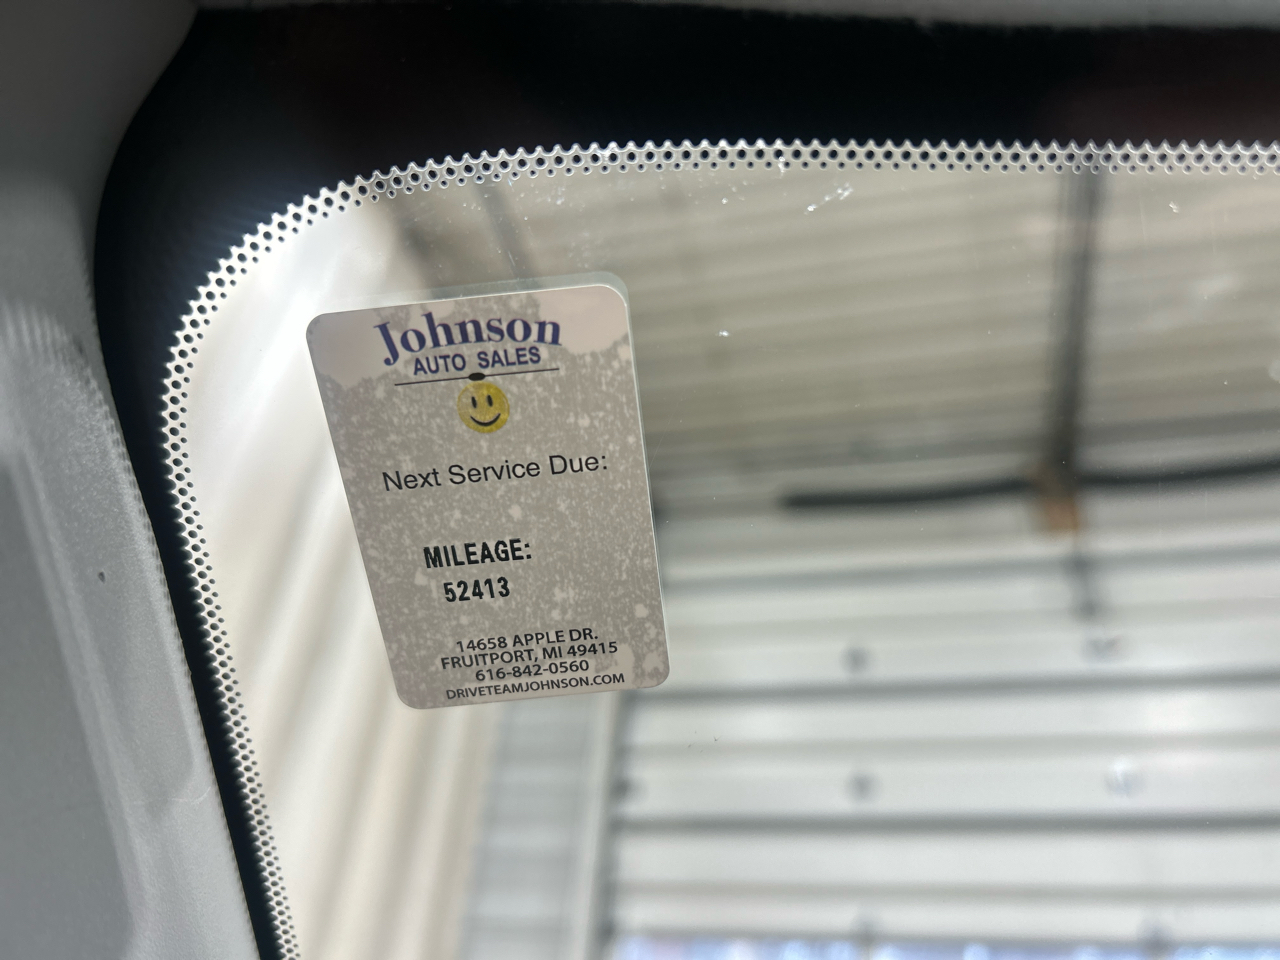 Johnson
AUTO SALES
Next Service Due:
MILEAGE:
52413
14658 APPLE DR.
FRUITPORT, MI 49415
616-842-0560
DRIVETEAMJOHNSON.COM